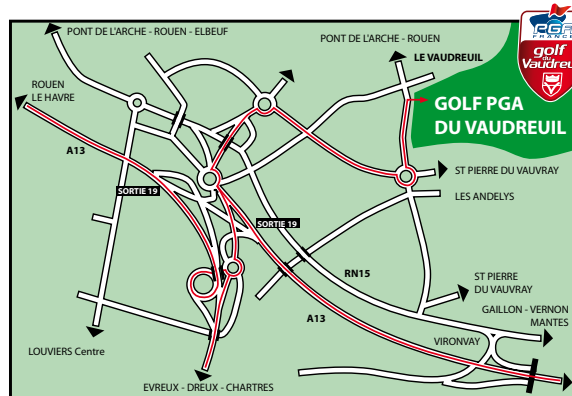 PONT DE L'ARCHE - ROUEN - ELBEUF
PONT DE L'ARCHE - ROUEN
PGA
FRANCE
golf
du
Vaudreuil
LE VAUDREUIL
ROUEN
LE HAVRE
GOLF PGA
DU VAUDREUIL
A13
ST PIERRE DU VAUVRAY
SORTIE 19
LES ANDELYS
SORTIE 19
RN15
ST PIERRE
DU VAUVRAY
GAILLON - VERNON
MANTES
A13
VIRONVAY
LOUVIERS Centre
EVREUX - DREUX - CHARTRES